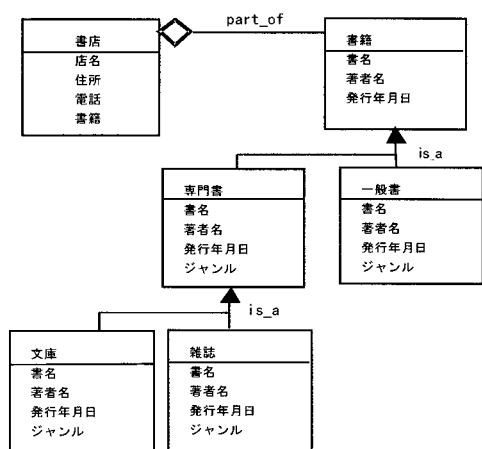 part_of
書店
店名
住所
電話
書籍
書籍
書名
著者名
発行年月日
is_a
専門書
書名
著者名
発行年月日
ジャンル
一般書
書名
著者名
発行年月日
ジャンル
is_a
文庫
書名
著者名
発行年月日
ジャンル
雑誌
書名
著者名
発行年月日
ジャンル